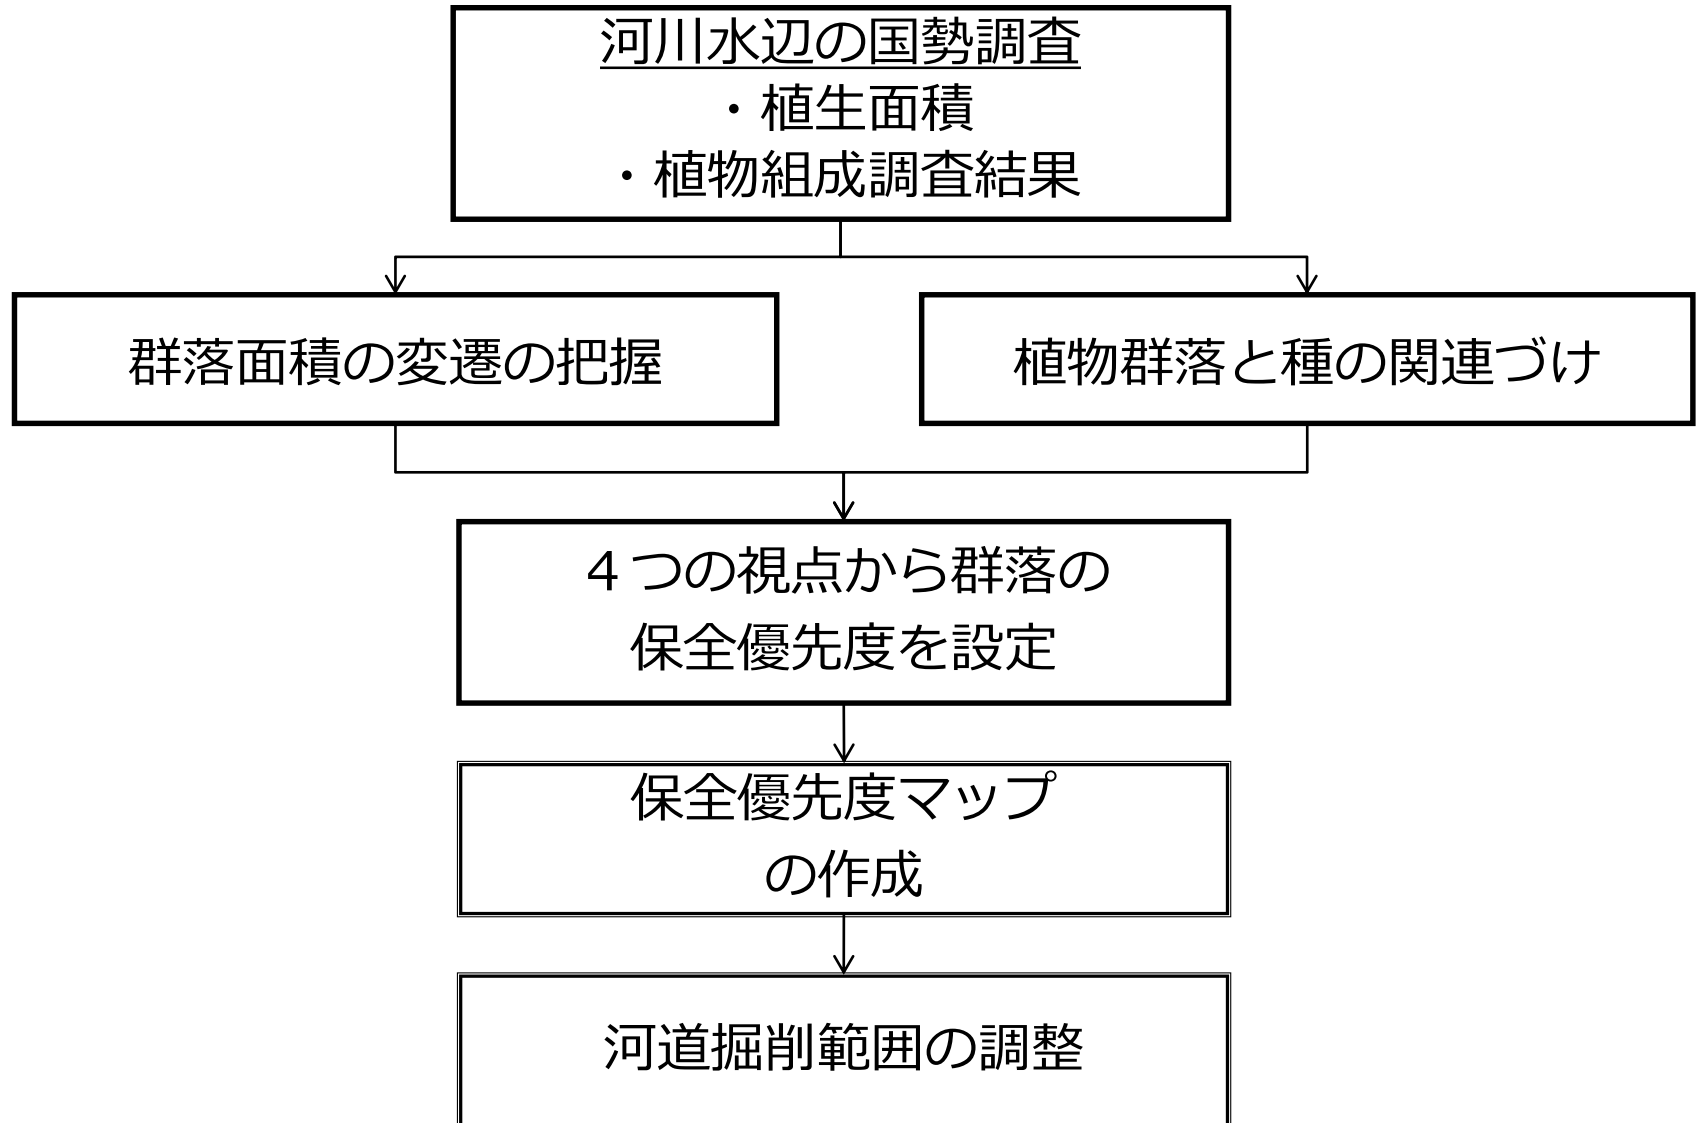 河川水辺の国勢調査
・植生面積
・植物組成調査結果
群落面積の変遷の把握
植物群落と種の関連づけ
４つの視点から群落の
保全優先度を設定
保全優先度マップ
の作成
河道掘削範囲の調整